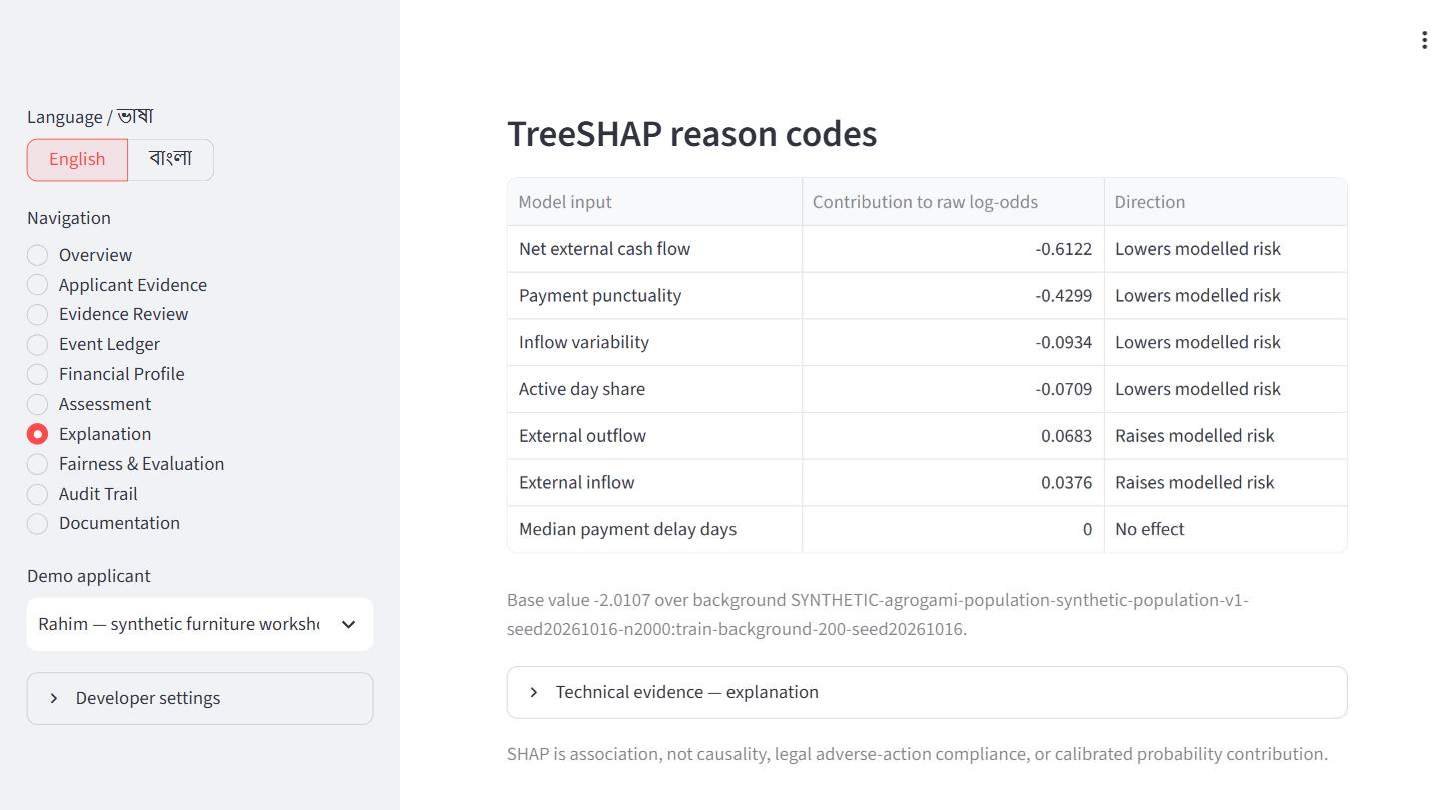 Language / ভাষা
English
বাংলা
Navigation
Overview
Applicant Evidence
Evidence Review
Event Ledger
Financial Profile
Assessment
Explanation
Fairness & Evaluation
Audit Trail
Documentation
Demo applicant
Rahim — synthetic furniture
Developer settings
TreeSHAP reason codes
Model input Contribution to raw log-odds Direction
Net external cash flow -0.6122 Lowers modelled risk
Payment punctuality -0.4299 Lowers modelled risk
Inflow variability -0.0934 Lowers modelled risk
Active day share -0.0709 Lowers modelled risk
External outflow 0.0683 Raises modelled risk
External inflow 0.0376 Raises modelled risk
Median payment delay days 0 No effect
Base value -2.0107 over background SYNTHETIC-agrogami-population-synthetic-population-v1-
seed20261016-n2000:train-background-200-seed20261016.
Technical evidence — explanation
SHAP is association, not causality, legal adverse-action compliance, or calibrated probability contribution.